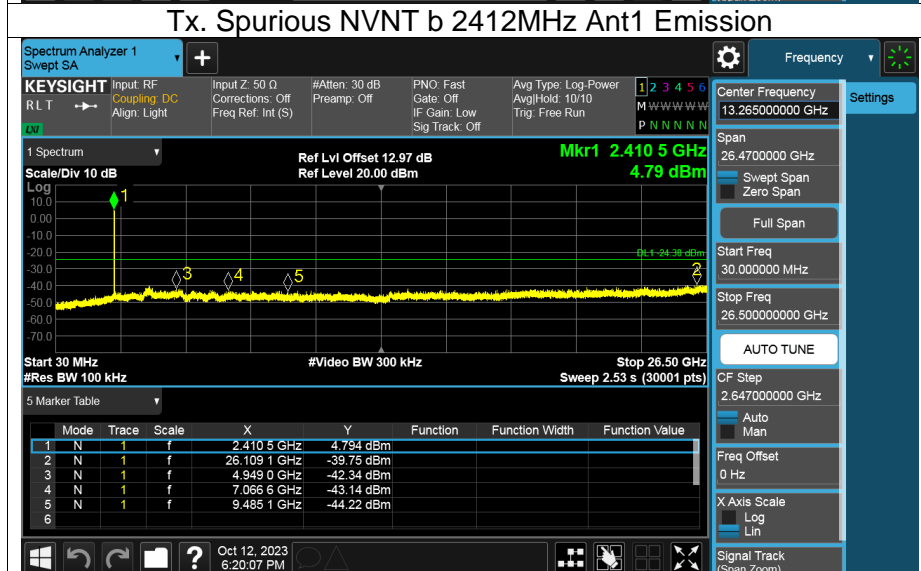 Tx. Spurious NVNT b 2412MHz Ant1 Emission
Spectrum Analyzer 1
Swept SA
+
Frequency
KEYSIGHT
RLT
LXI
Input: RF
Coupling: DC
Align: Light
Input Z: 50 Ω
Corrections: Off
Freq Ref: Int (S)
#Atten: 30 dB
Preamp: Off
PNO: Fast
Gate: Off
IF Gain: Low
Sig Track: Off
Avg Type: Log-Power
Avg|Hold: 10/10
Trig: Free Run
1 2 3 4 5 6
M W W W W W
P N N N N N
Center Frequency
13.265000000 GHz
Settings
1 Spectrum
Scale/Div 10 dB
Ref Lvl Offset 12.97 dB
Ref Level 20.00 dBm
Mkr1 2.410 5 GHz
4.79 dBm
Span
26.4700000 GHz
Swept Span
Zero Span
Full Span
Log
10.0
0.00
-10.0
-20.0
-30.0
-40.0
-50.0
-60.0
-70.0
1
3
4
5
2
DL1 -24.38 dBm
Start Freq
30.000000 MHz
Stop Freq
26.500000000 GHz
AUTO TUNE
Start 30 MHz
#Res BW 100 kHz
#Video BW 300 kHz
Stop 26.50 GHz
Sweep 2.53 s (30001 pts)
CF Step
2.647000000 GHz
Auto
Man
5 Marker Table
Mode Trace Scale X Y Function Function Width Function Value
1 N 1 f 2.410 5 GHz 4.794 dBm
2 N 1 f 26.109 1 GHz -39.75 dBm
3 N 1 f 4.949 0 GHz -42.34 dBm
4 N 1 f 7.066 6 GHz -43.14 dBm
5 N 1 f 9.485 1 GHz -44.22 dBm
6
Freq Offset
0 Hz
X Axis Scale
Log
Lin
Signal Track
(Span Zoom)
?
Oct 12, 2023
6:20:07 PM